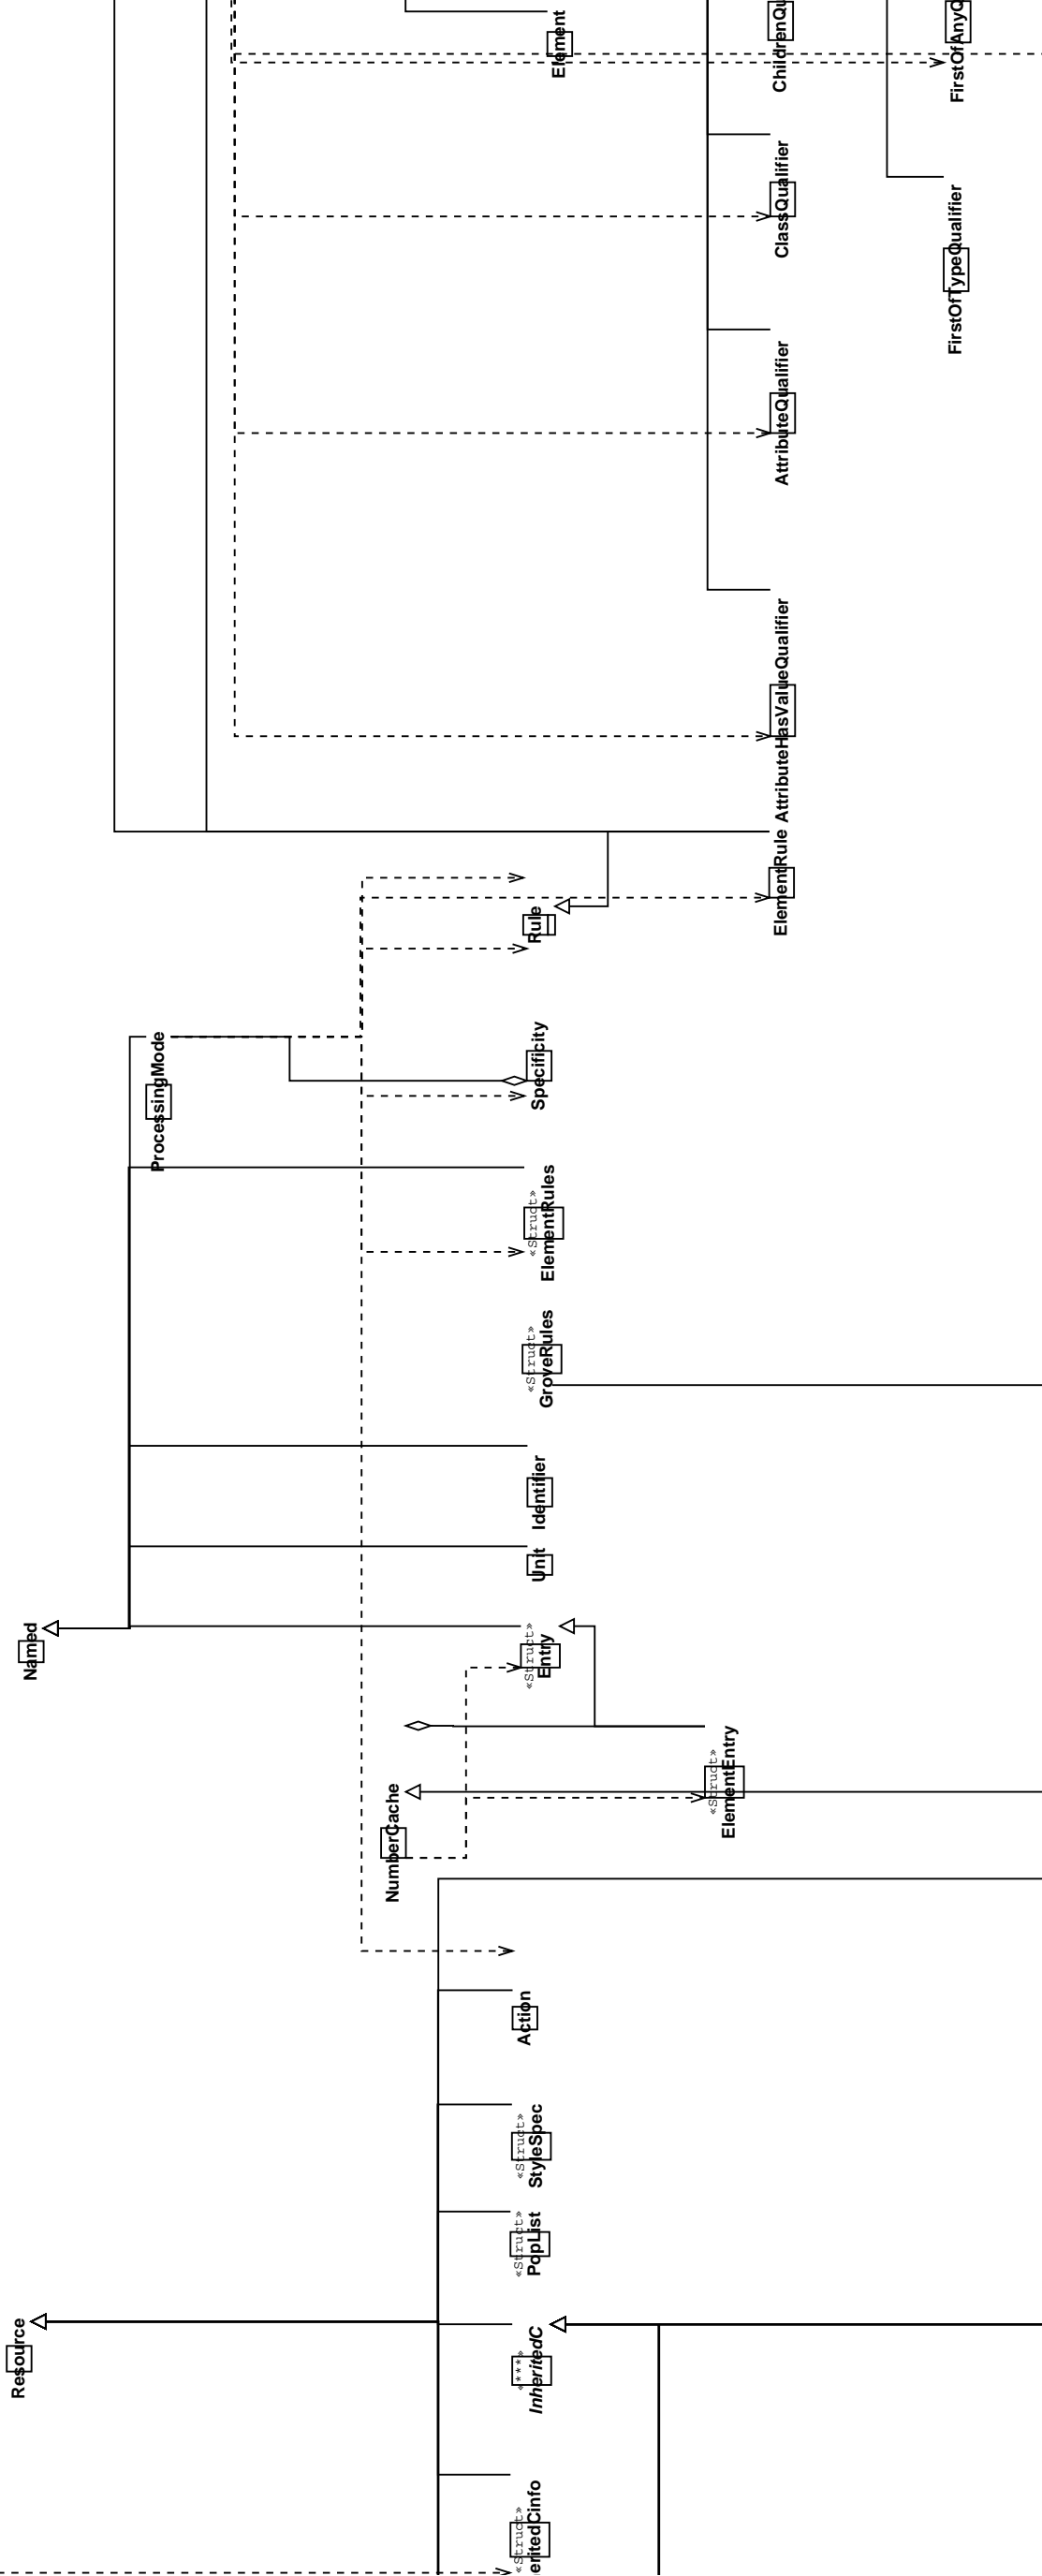 Element
ChildrenQu
FirstOfAnyQ
ClassQualifier
FirstOfTypeQualifier
AttributeQualifier
AttributeHasValueQualifier
ElementRule
Rule
ProcessingMode
Specificity
«Struct»
ElementRules
«Struct»
GroveRules
Identifier
Unit
Named
«Struct»
Entry
«Struct»
ElementEntry
NumberCache
Action
«Struct»
StyleSpec
«Struct»
PopList
Resource
«***»
InheritedC
«Struct»
eritedCinfo